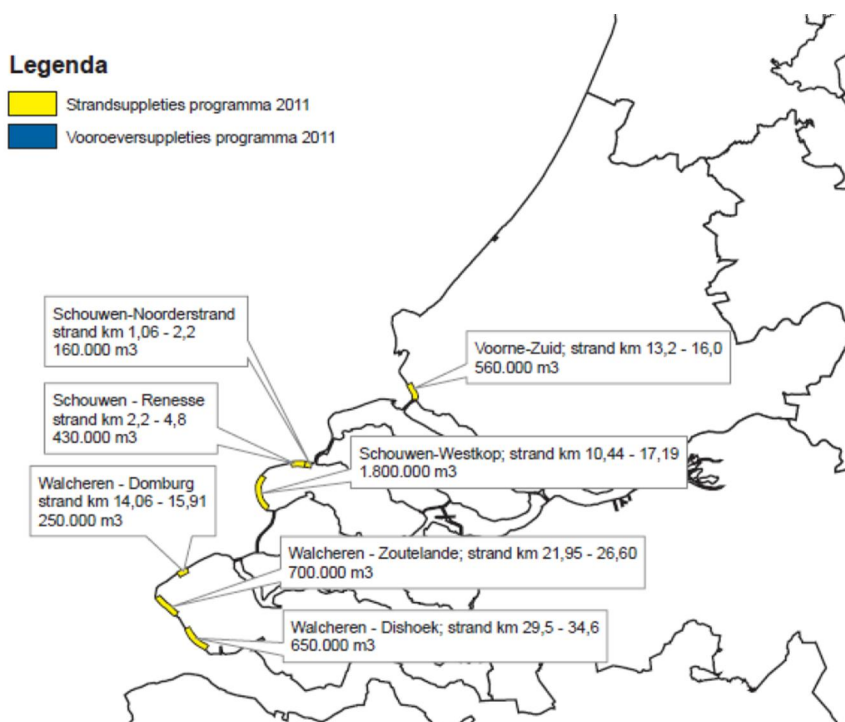 Legenda
Strandsuppleties programma 2011
Vooroeversuppleties programma 2011
Schouwen-Noorderstrand
strand km 1,06 - 2,2
160.000 m3
Voorne-Zuid; strand km 13,2 - 16,0
560.000 m3
Schouwen - Renesse
strand km 2,2 - 4,8
430.000 m3
Schouwen-Westkop; strand km 10,44 - 17,19
1.800.000 m3
Walcheren - Domburg
strand km 14,06 - 15,91
250.000 m3
Walcheren - Zoutelande; strand km 21,95 - 26,60
700.000 m3
Walcheren - Dishoek; strand km 29,5 - 34,6
650.000 m3